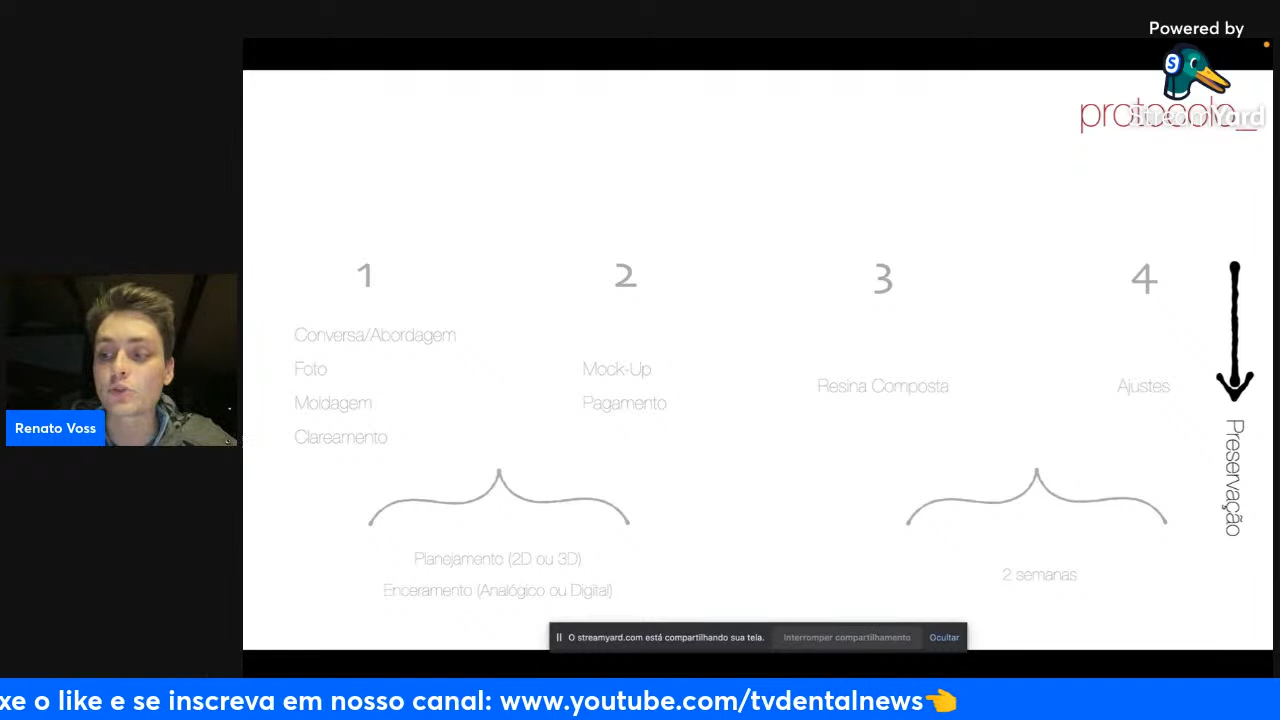 Powered by
StreamYard
protocolo_
1
2
3
4
Conversa/Abordagem
Foto
Moldagem
Clareamento
Mock-Up
Pagamento
Resina Composta
Ajustes
Preservação
Planejamento (2D ou 3D)
Enceramento (Analógico ou Digital)
2 semanas
Renato Voss
O streamyard.com está compartilhando sua tela.
Interromper compartilhamento
Ocultar
xe o like e se inscreva em nosso canal: www.youtube.com/tvdentalnews👈